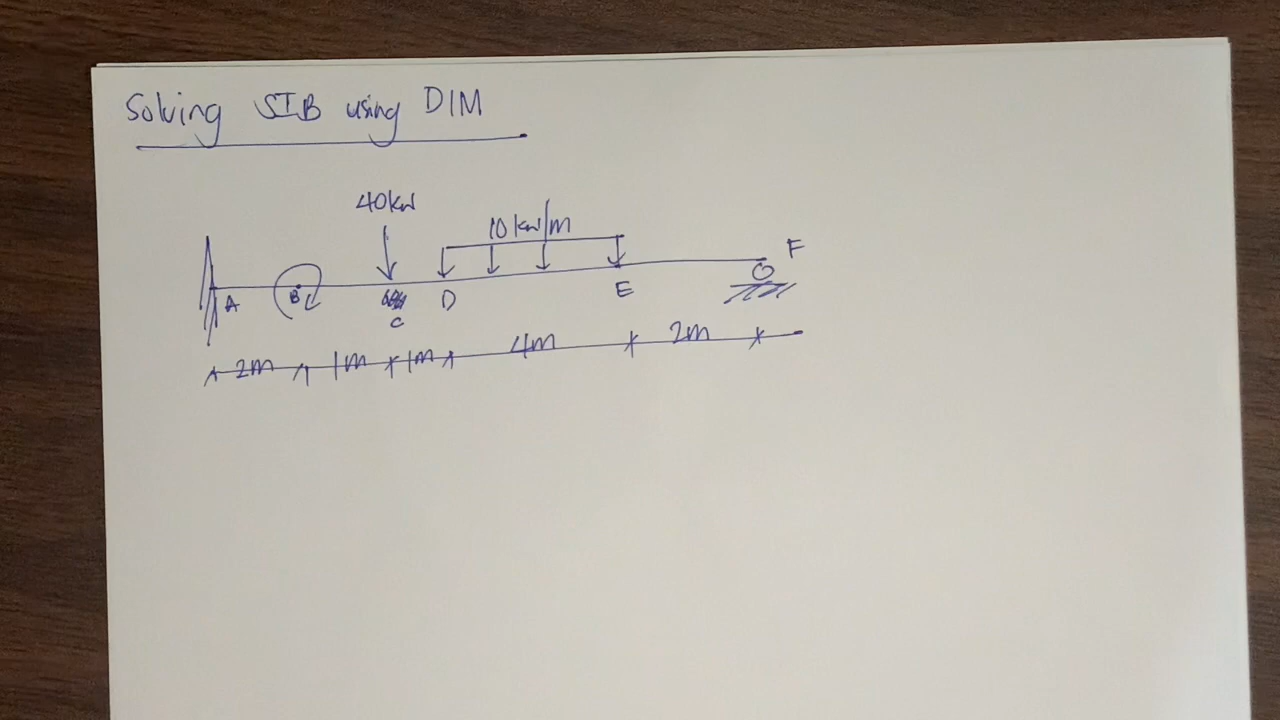 Solving SIB using DIM
40kN
10 kN/m
F
A B C D E
2m 1m 1m 4m 2m